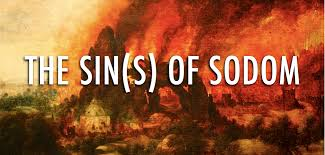 THE SIN(S) OF SODOM